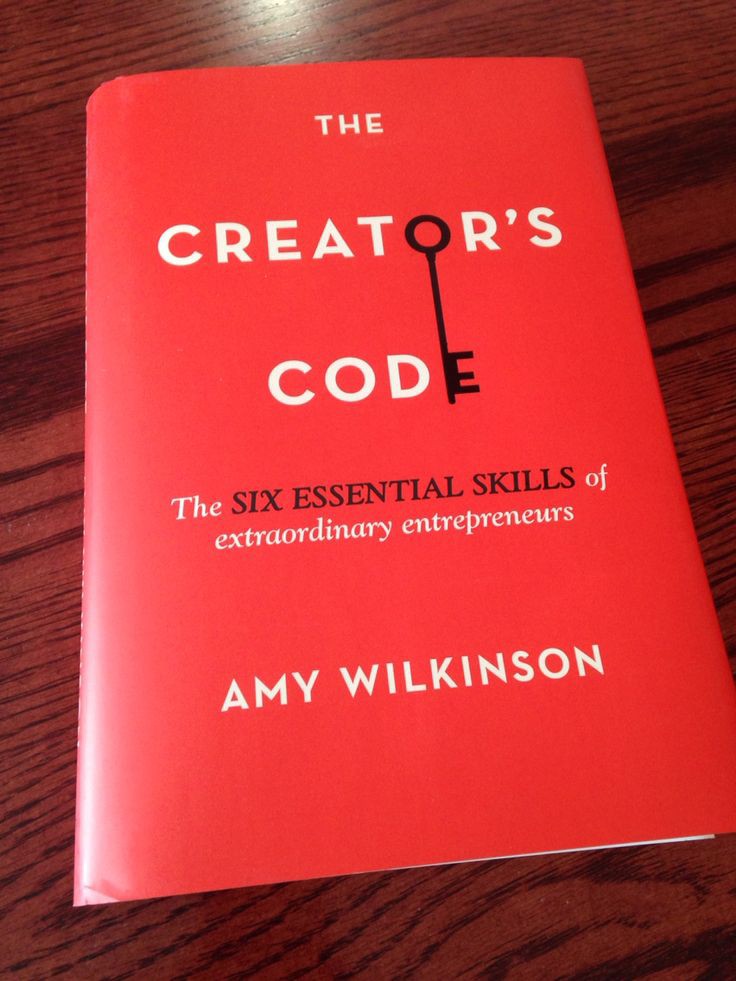 THE
CREATOR'S
CODE
The SIX ESSENTIAL SKILLS of
extraordinary entrepreneurs
AMY WILKINSON